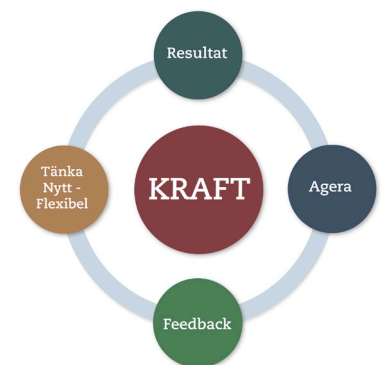 Resultat
Tänka
Nytt -
Flexibel
KRAFT
Agera
Feedback